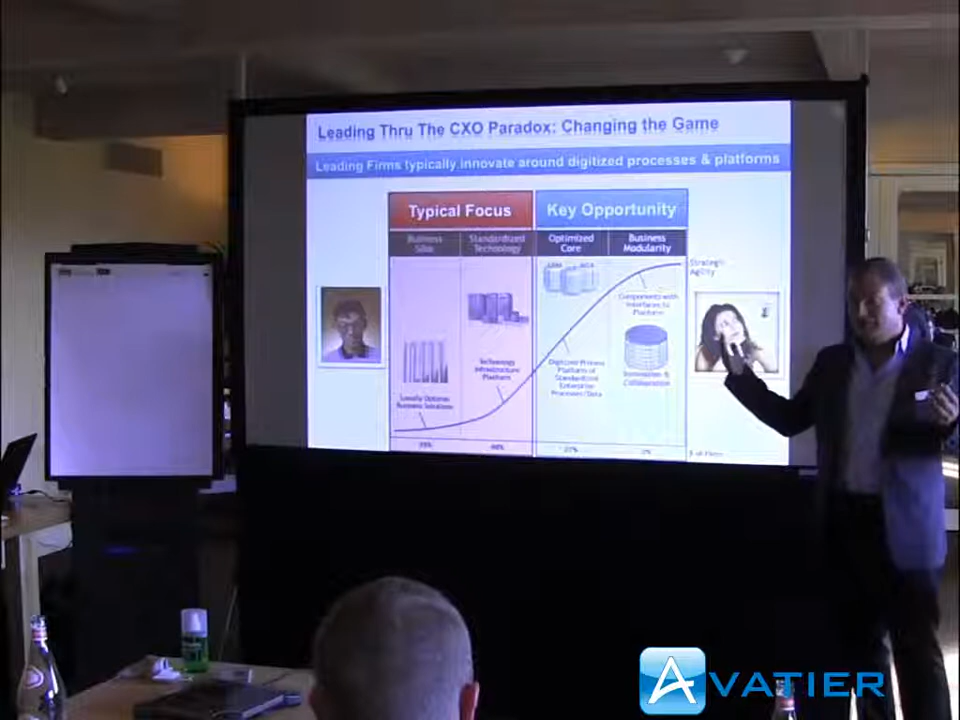 Leading Thru The CXO Paradox: Changing the Game
Leading Firms typically innovate around digitized processes & platforms
Typical Focus
Key Opportunity
Business Silos
Standardized Technology
Optimized Core
Business Modularity
Strategic Agility
Components with Interfaces to Platform
Technology Infrastructure Platform
Digitized Process Platform of Standardized Enterprise Processes/Data
Innovation & Collaboration
Locally Optimal Business Solutions
AVATIER